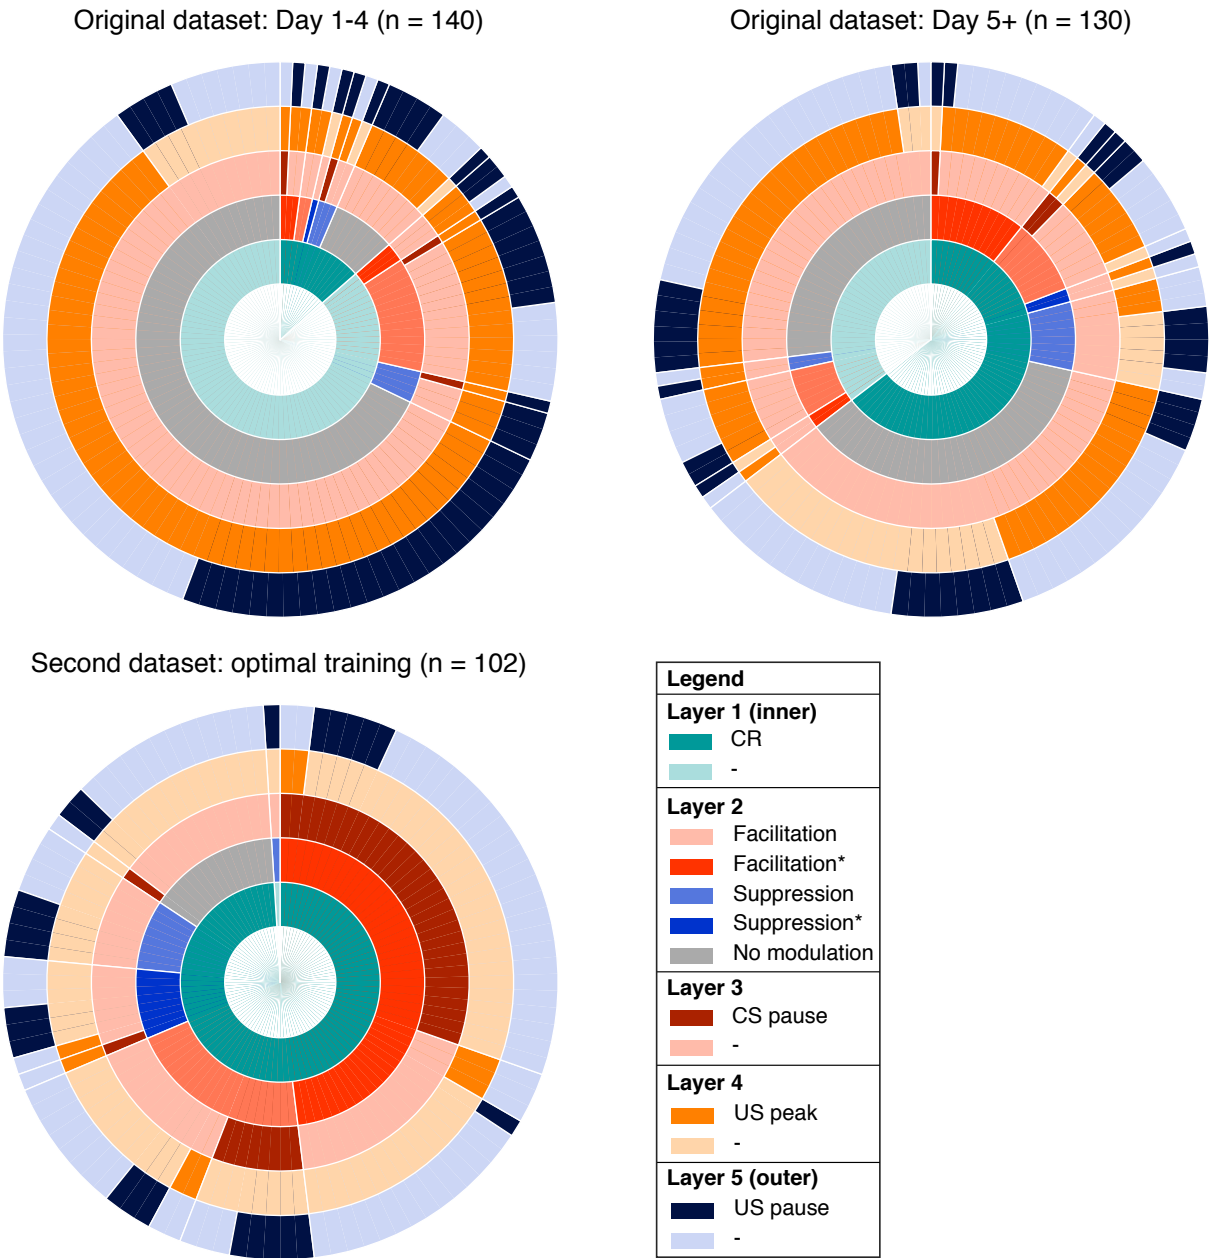 Original dataset: Day 1-4 (n = 140)
Original dataset: Day 5+ (n = 130)
Second dataset: optimal training (n = 102)
Legend
Layer 1 (inner)
CR
-
Layer 2
Facilitation
Facilitation*
Suppression
Suppression*
No modulation
Layer 3
CS pause
-
Layer 4
US peak
-
Layer 5 (outer)
US pause
-